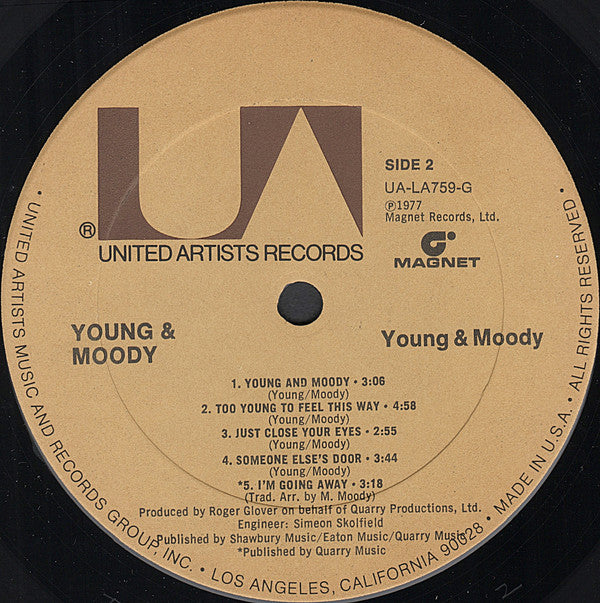 UA
®
UNITED ARTISTS RECORDS
SIDE 2
UA-LA759-G
℗1977
Magnet Records, Ltd.
MAGNET
YOUNG &
MOODY
Young & Moody
1. YOUNG AND MOODY • 3:06
(Young/Moody)
2. TOO YOUNG TO FEEL THIS WAY • 4:58
(Young/Moody)
3. JUST CLOSE YOUR EYES • 2:55
(Young/Moody)
4. SOMEONE ELSE'S DOOR • 3:44
(Young/Moody)
*5. I'M GOING AWAY • 3:18
(Trad. Arr. by M. Moody)
Produced by Roger Glover on behalf of Quarry Productions, Ltd.
Engineer: Simeon Skolfield
Published by Shawbury Music/Eaton Music/Quarry Music
*Published by Quarry Music
• UNITED ARTISTS MUSIC AND RECORDS GROUP, INC. • LOS ANGELES, CALIFORNIA 90028 • MADE IN U.S.A. • ALL RIGHTS RESERVED •